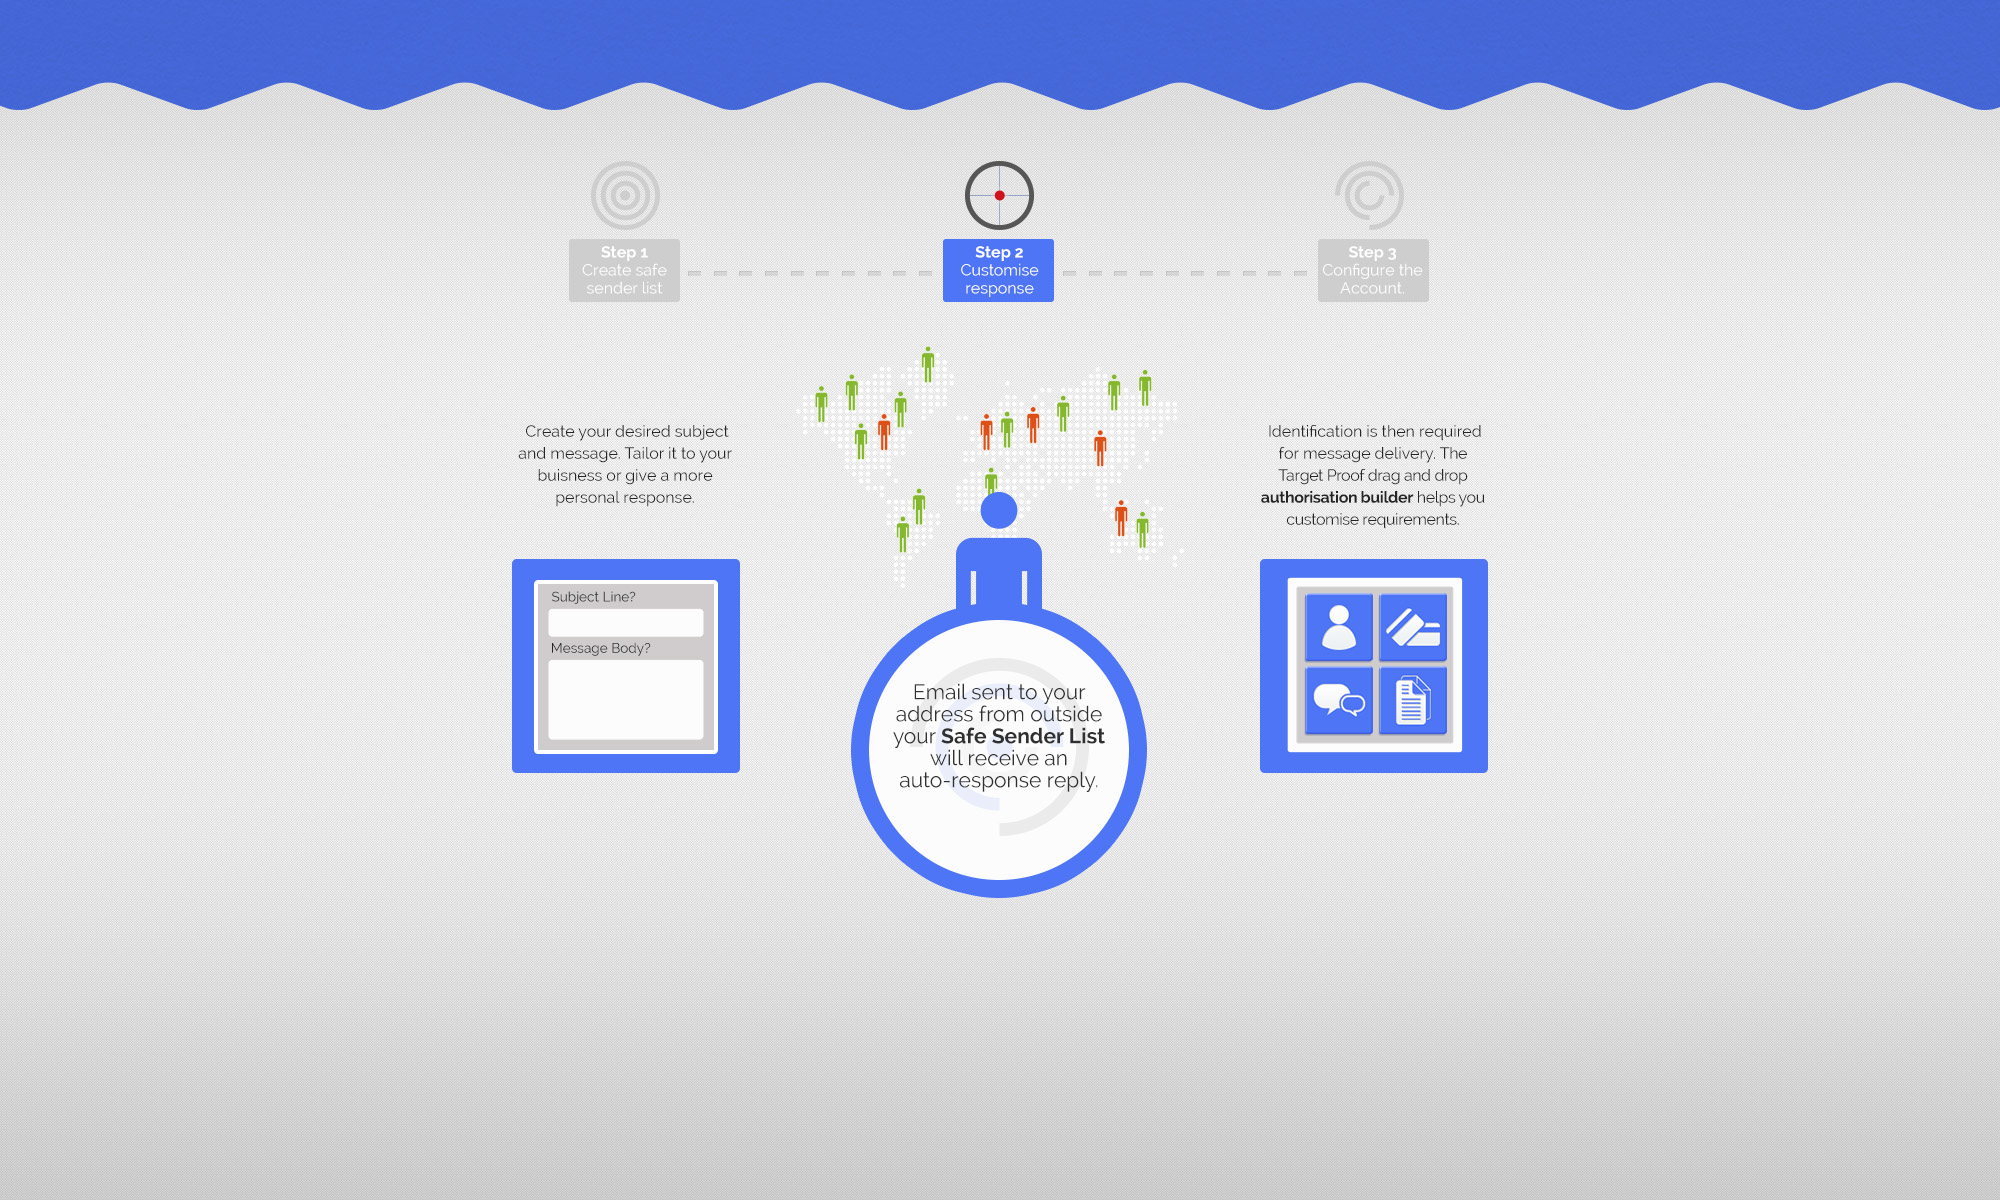 Step 1
Create safe
sender list
Step 2
Customise
response
Step 3
Configure the
Account.
Create your desired subject
and message. Tailor it to your
buisness or give a more
personal response.
Subject Line?
Message Body?
Email sent to your
address from outside
your Safe Sender List
will receive an
auto-response reply.
Identification is then required
for message delivery. The
Target Proof drag and drop
authorisation builder helps you
customise requirements.